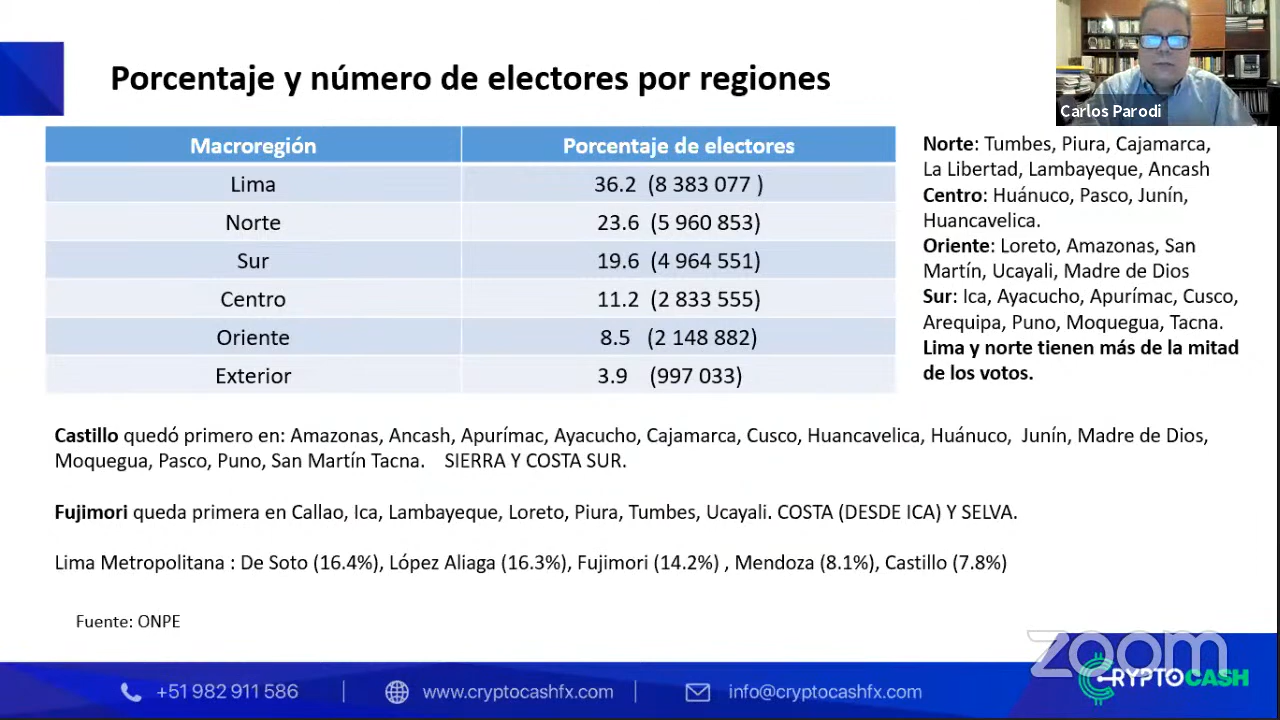 Porcentaje y número de electores por regiones
Carlos Parodi
Macroregión Porcentaje de electores
Lima 36.2 (8 383 077 )
Norte 23.6 (5 960 853)
Sur 19.6 (4 964 551)
Centro 11.2 (2 833 555)
Oriente 8.5 (2 148 882)
Exterior 3.9 (997 033)
Norte: Tumbes, Piura, Cajamarca,
La Libertad, Lambayeque, Ancash
Centro: Huánuco, Pasco, Junín,
Huancavelica.
Oriente: Loreto, Amazonas, San
Martín, Ucayali, Madre de Dios
Sur: Ica, Ayacucho, Apurímac, Cusco,
Arequipa, Puno, Moquegua, Tacna.
Lima y norte tienen más de la mitad
de los votos.
Castillo quedó primero en: Amazonas, Ancash, Apurímac, Ayacucho, Cajamarca, Cusco, Huancavelica, Huánuco, Junín, Madre de Dios,
Moquegua, Pasco, Puno, San Martín Tacna. SIERRA Y COSTA SUR.
Fujimori queda primera en Callao, Ica, Lambayeque, Loreto, Piura, Tumbes, Ucayali. COSTA (DESDE ICA) Y SELVA.
Lima Metropolitana : De Soto (16.4%), López Aliaga (16.3%), Fujimori (14.2%) , Mendoza (8.1%), Castillo (7.8%)
Fuente: ONPE
zoom
+51 982 911 586 www.cryptocashfx.com info@cryptocashfx.com
CRYPTOCASH